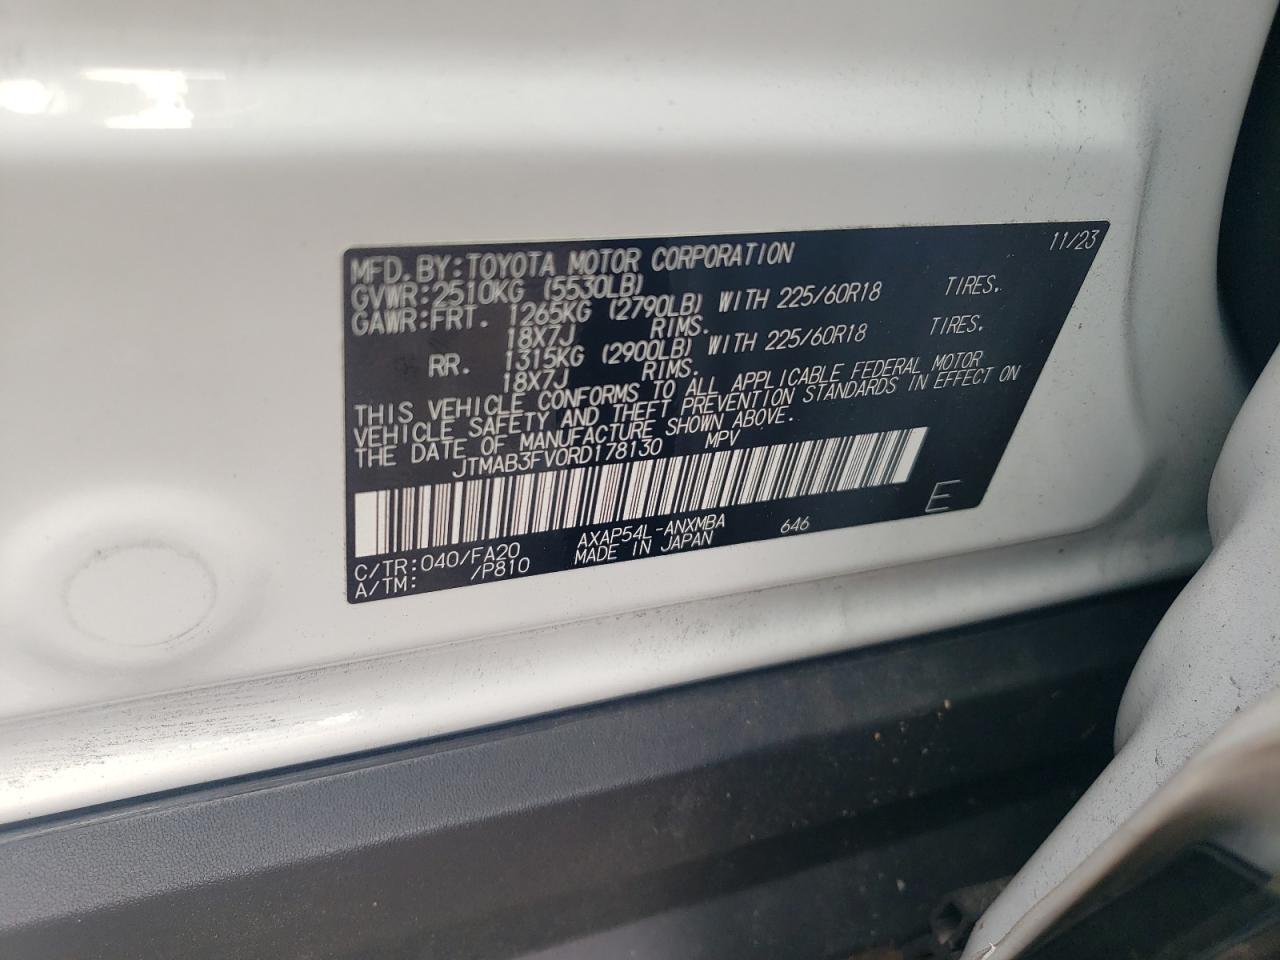 MFD.BY:TOYOTA MOTOR CORPORATION 11/23
GVWR:2510KG (5530LB)
GAWR:FRT. 1265KG (2790LB) WITH 225/60R18 TIRES.
18X7J RIMS.
RR. 1315KG (2900LB) WITH 225/60R18 TIRES.
18X7J RIMS.
THIS VEHICLE CONFORMS TO ALL APPLICABLE FEDERAL MOTOR
VEHICLE SAFETY AND THEFT PREVENTION STANDARDS IN EFFECT ON
THE DATE OF MANUFACTURE SHOWN ABOVE.
JTMAB3FV0RD178130 MPV
C/TR:040/FA20 AXAP54L-ANXMBA 646 E
A/TM: /P810 MADE IN JAPAN